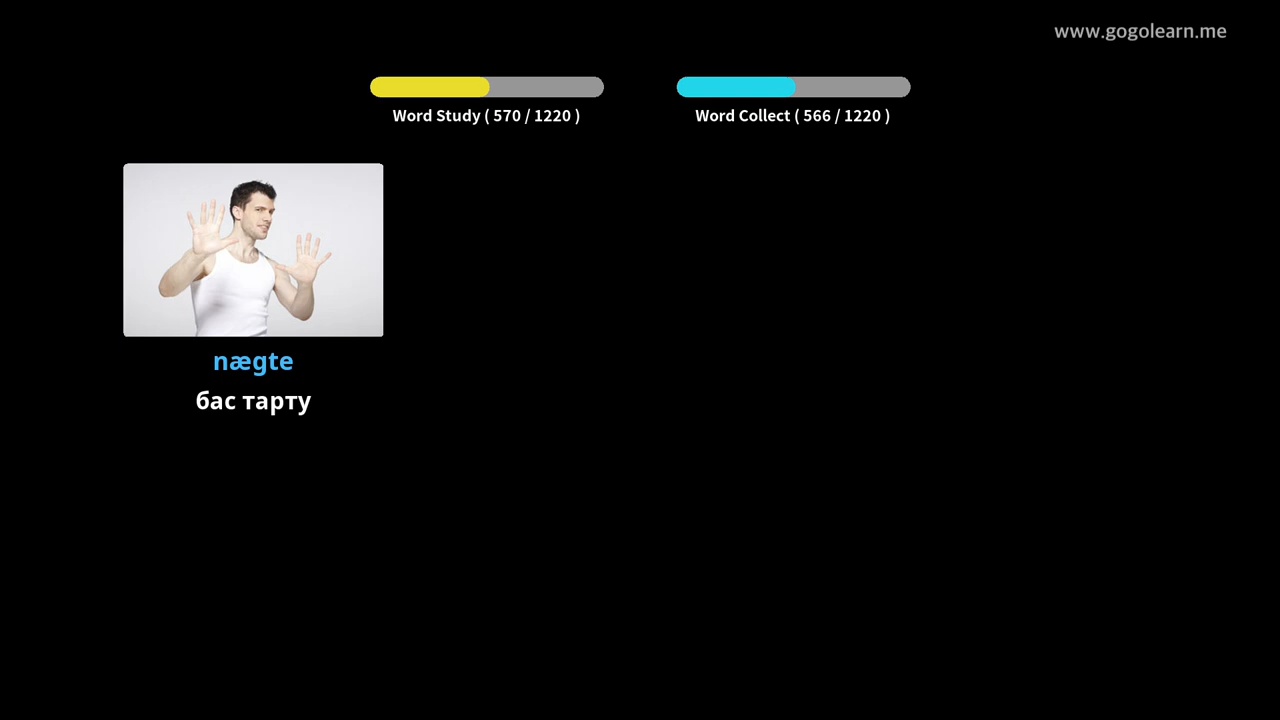 www.gogolearn.me
Word Study ( 570 / 1220 )
Word Collect ( 566 / 1220 )
nægte
бас тарту